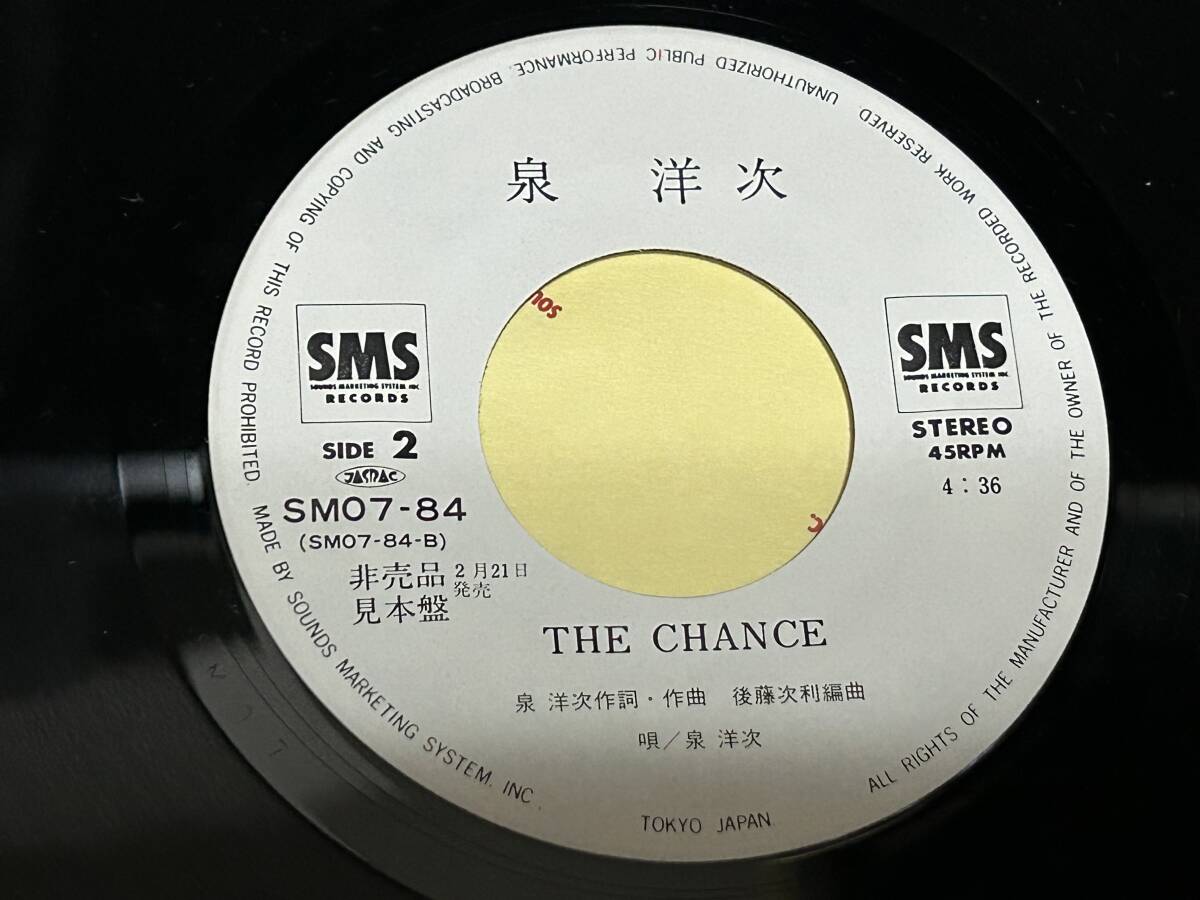 泉 洋次
SMS
SOUNDS MARKETING SYSTEM INC.
RECORDS
SIDE 2
JASRAC
SM07-84
(SM07-84-B)
非売品
見本盤
2月21日
発売
SMS
SOUNDS MARKETING SYSTEM INC.
RECORDS
STEREO
45RPM
4:36
sou
THE CHANCE
泉 洋次作詞・作曲 後藤次利編曲
唄/泉 洋次
ALL RIGHTS OF THE MANUFACTURER AND OF THE OWNER OF THE RECORDED WORK RESERVED. UNAUTHORIZED PUBLIC PERFORMANCE, BROADCASTING AND COPYING OF THIS RECORD PROHIBITED. MADE BY SOUNDS MARKETING SYSTEM, INC.
TOKYO JAPAN